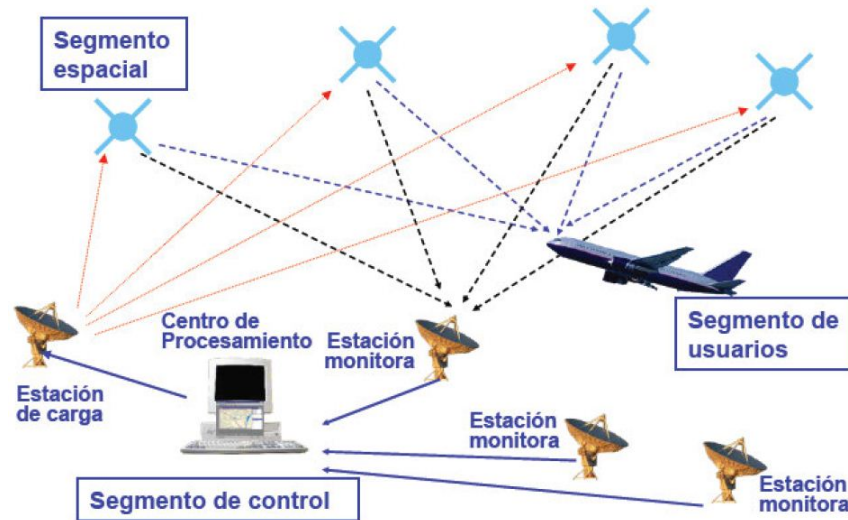 Segmento
espacial
Centro de
Procesamiento
Estación
monitora
Segmento de
usuarios
Estación
de carga
Estación
monitora
Segmento de control
Estación
monitora